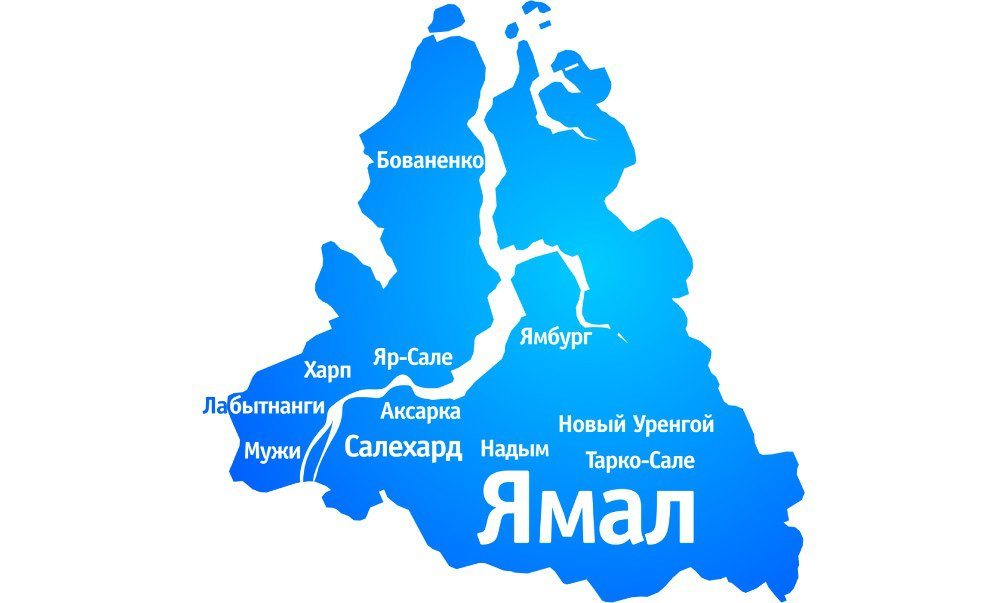 Бованенко
Ямбург
Яр-Сале
Харп
Лабытнанги
Аксарка
Новый Уренгой
Мужи
Салехард
Надым
Тарко-Сале
Ямал